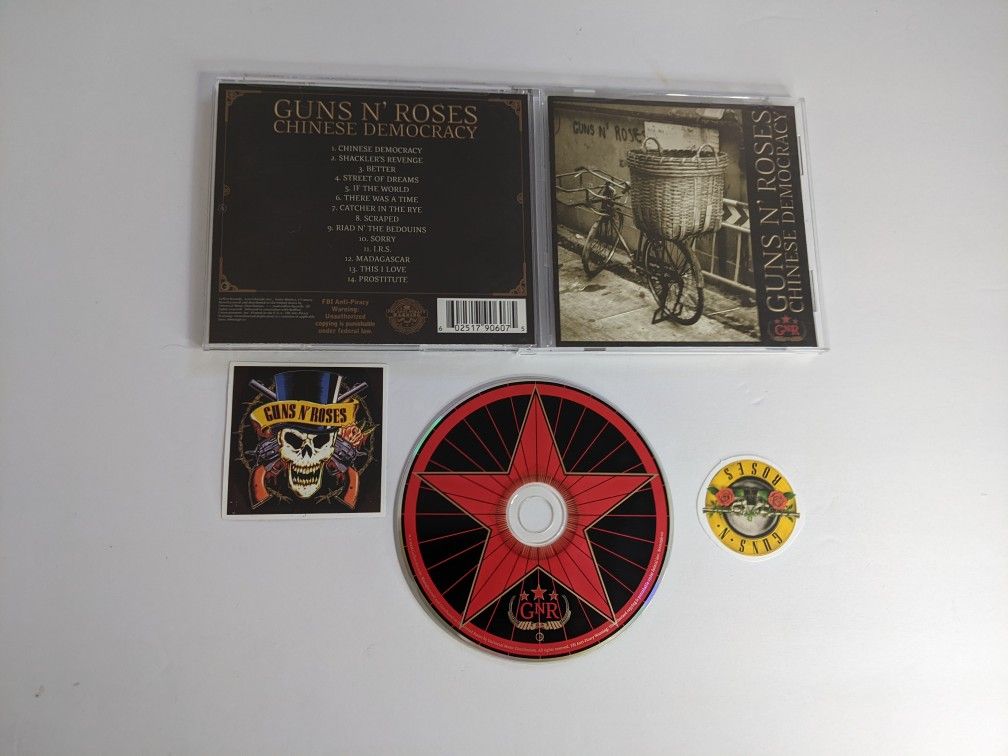 GUNS N' ROSES
CHINESE DEMOCRACY
1. CHINESE DEMOCRACY
2. SHACKLER'S REVENGE
3. BETTER
4. STREET OF DREAMS
5. IF THE WORLD
6. THERE WAS A TIME
7. CATCHER IN THE RYE
8. SCRAPED
9. RIAD N' THE BEDOUINS
10. SORRY
11. I.R.S.
12. MADAGASCAR
13. THIS I LOVE
14. PROSTITUTE
FBI Anti-Piracy
Warning:
Unauthorized
copying is punishable
under federal law.
6 02517 90607 5
GUNS N' ROSES
GUNS N' ROSES
CHINESE DEMOCRACY
GNR
GUNS N' ROSES
GNR
GUNS · N · ROSES